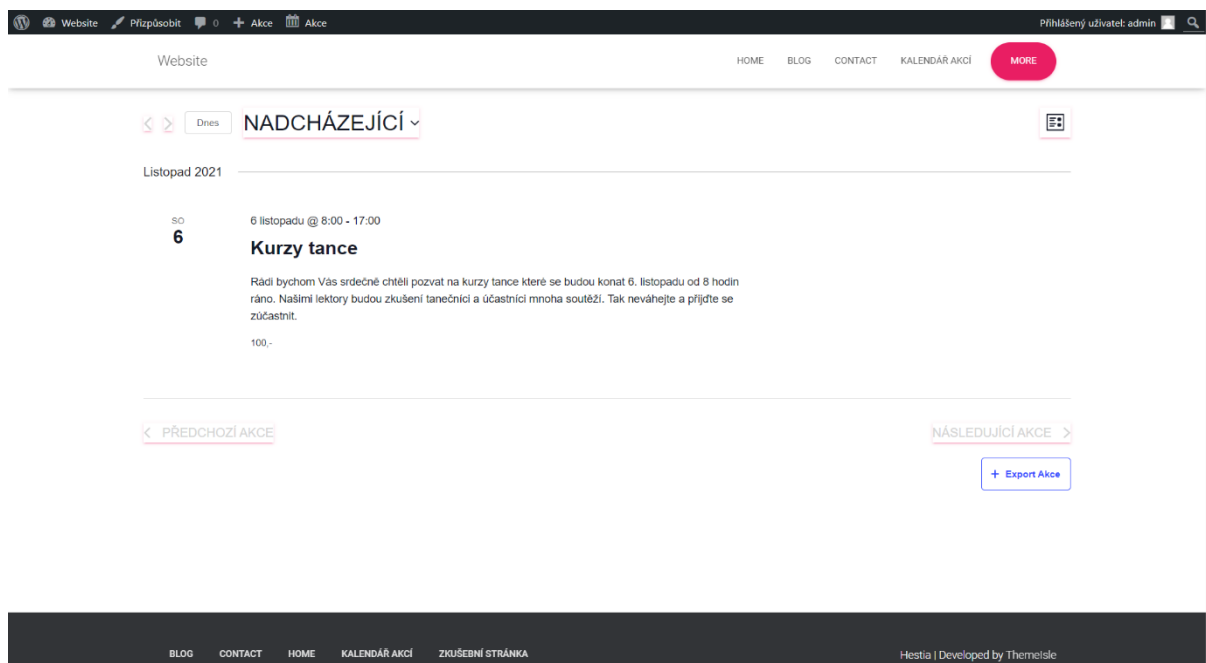 Website Přizpůsobit 0 + Akce Akce Přihlášený uživatel: admin
Website HOME BLOG CONTACT KALENDÁŘ AKCÍ MORE
Dnes NADCHÁZEJÍCÍ
Listopad 2021
SO
6
6 listopadu @ 8:00 - 17:00
Kurzy tance
Rádi bychom Vás srdečně chtěli pozvat na kurzy tance které se budou konat 6. listopadu od 8 hodin
ráno. Našimi lektory budou zkušení tanečníci a účastníci mnoha soutěží. Tak neváhejte a přijďte se
zúčastnit.
100,-
PŘEDCHOZÍ AKCE NÁSLEDUJÍCÍ AKCE
+ Export Akce
BLOG CONTACT HOME KALENDÁŘ AKCÍ ZKUŠEBNÍ STRÁNKA Hestia | Developed by ThemeIsle